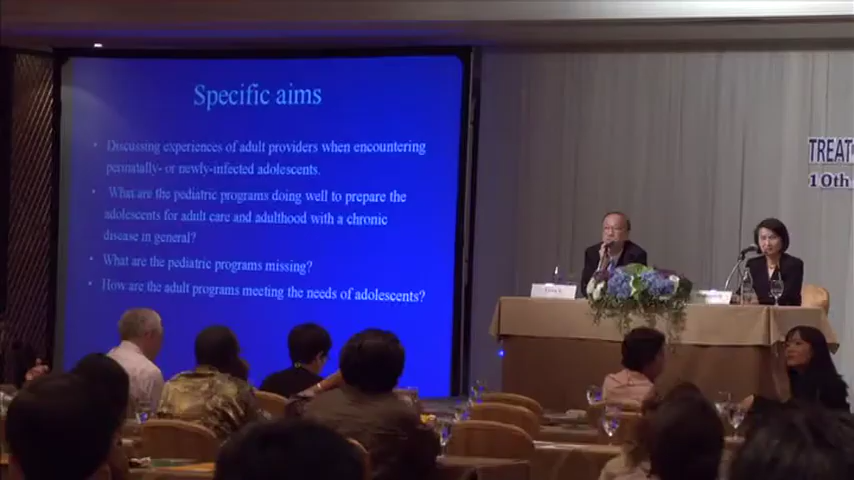 Specific aims
• Discussing experiences of adult providers when encountering
perinatally- or newly-infected adolescents.
• What are the pediatric programs doing well to prepare the
adolescents for adult care and adulthood with a chronic
disease in general?
• What are the pediatric programs missing?
• How are the adult programs meeting the needs of adolescents?
TREAT
10th